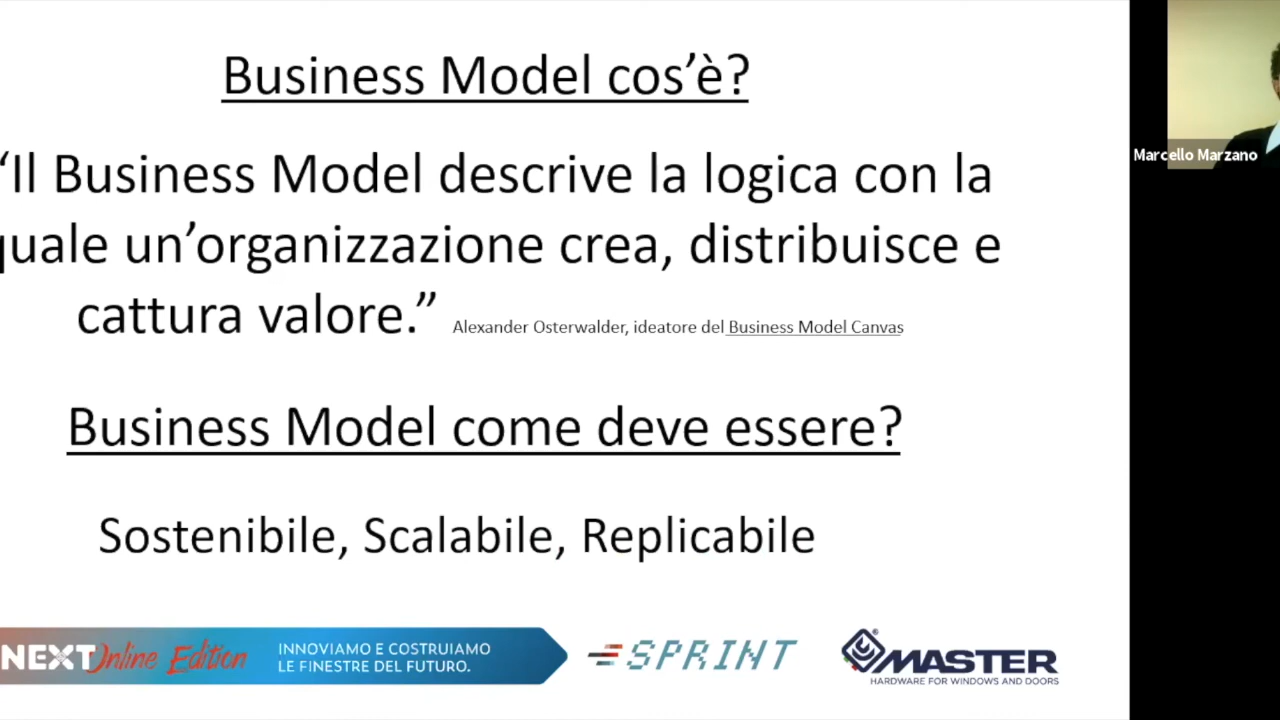 Business Model cos’è?
“Il Business Model descrive la logica con la
quale un’organizzazione crea, distribuisce e
cattura valore.” Alexander Osterwalder, ideatore del Business Model Canvas
Business Model come deve essere?
Sostenibile, Scalabile, Replicabile
NEXT Online Edition
INNOVIAMO E COSTRUIAMO
LE FINESTRE DEL FUTURO.
SPRINT
MASTER
HARDWARE FOR WINDOWS AND DOORS
Marcello Marzano